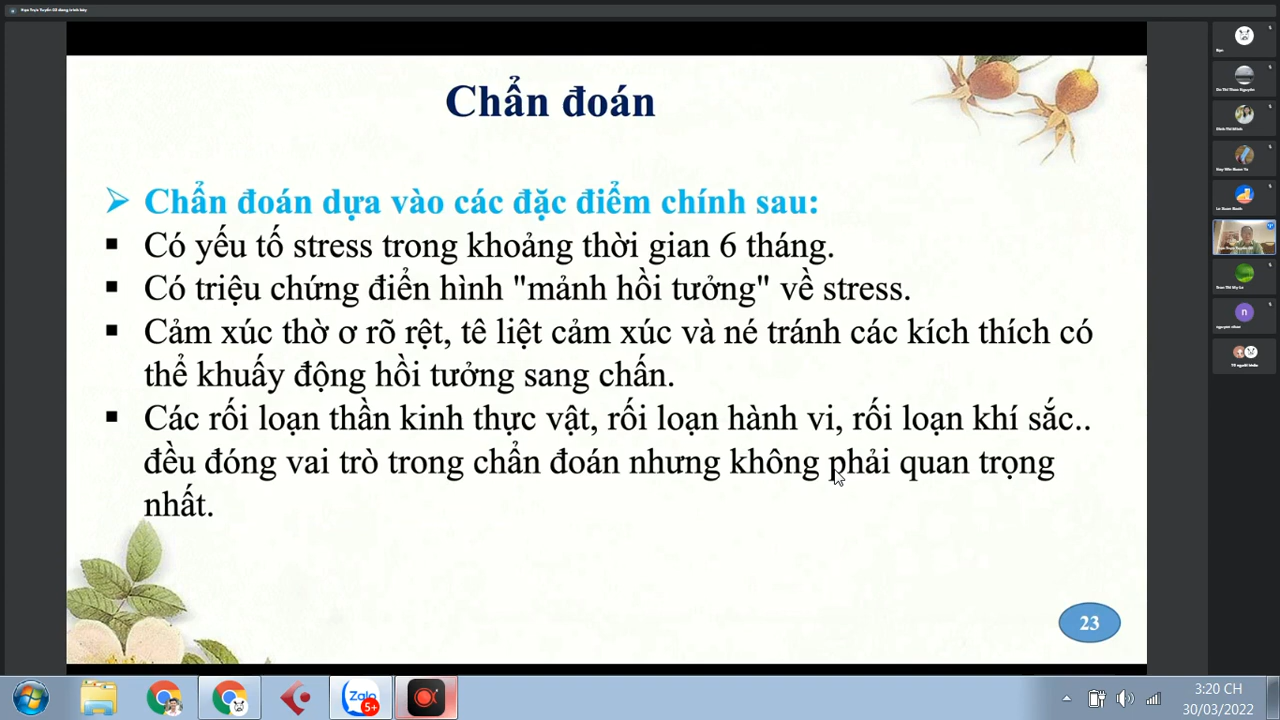 Chẩn đoán
Chẩn đoán dựa vào các đặc điểm chính sau:
Có yếu tố stress trong khoảng thời gian 6 tháng.
Có triệu chứng điển hình "mảnh hồi tưởng" về stress.
Cảm xúc thờ ơ rõ rệt, tê liệt cảm xúc và né tránh các kích thích có
thể khuấy động hồi tưởng sang chấn.
Các rối loạn thần kinh thực vật, rối loạn hành vi, rối loạn khí sắc..
đều đóng vai trò trong chẩn đoán nhưng không phải quan trọng
nhất.
23
Bạn
n
Zalo
5+
3:20 CH
30/03/2022